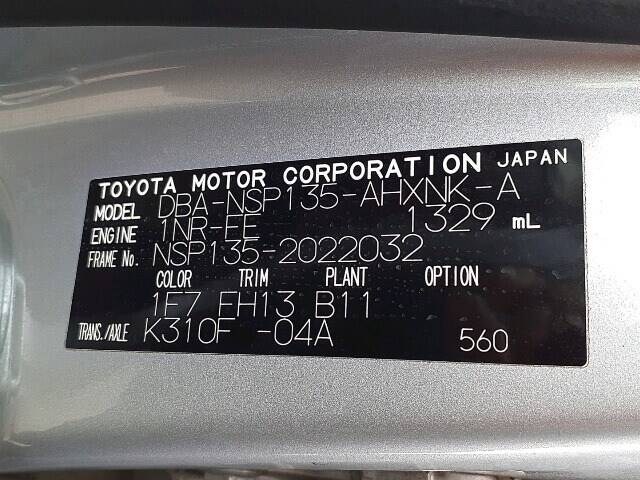 TOYOTA MOTOR CORPORATION JAPAN
MODEL DBA-NSP135-AHXNK-A
ENGINE 1NR-FE 1329 mL
FRAME No. NSP135-2022032
COLOR TRIM PLANT OPTION
1F7 FH13 B11
TRANS./AXLE K310F -04A 560